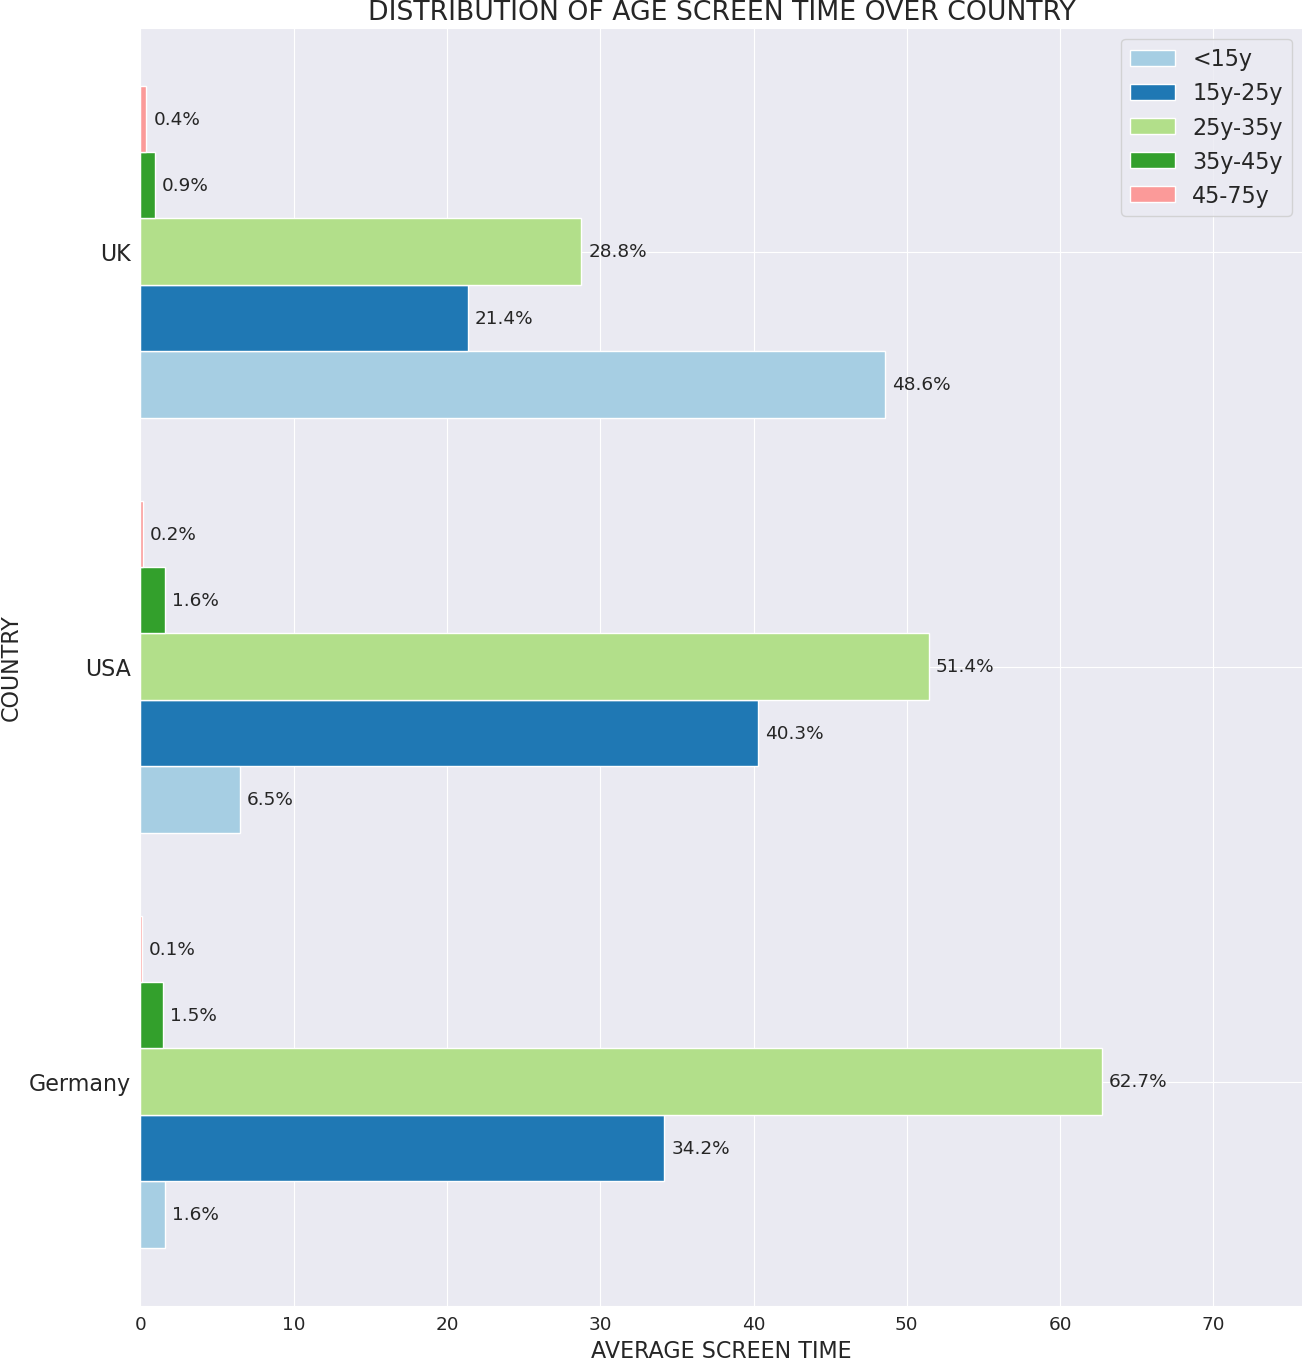 DISTRIBUTION OF AGE SCREEN TIME OVER COUNTRY
<15y
15y-25y
25y-35y
35y-45y
45-75y
0.4%
0.9%
UK
28.8%
21.4%
48.6%
0.2%
1.6%
COUNTRY
USA
51.4%
40.3%
6.5%
0.1%
1.5%
Germany
62.7%
34.2%
1.6%
0 10 20 30 40 50 60 70
AVERAGE SCREEN TIME